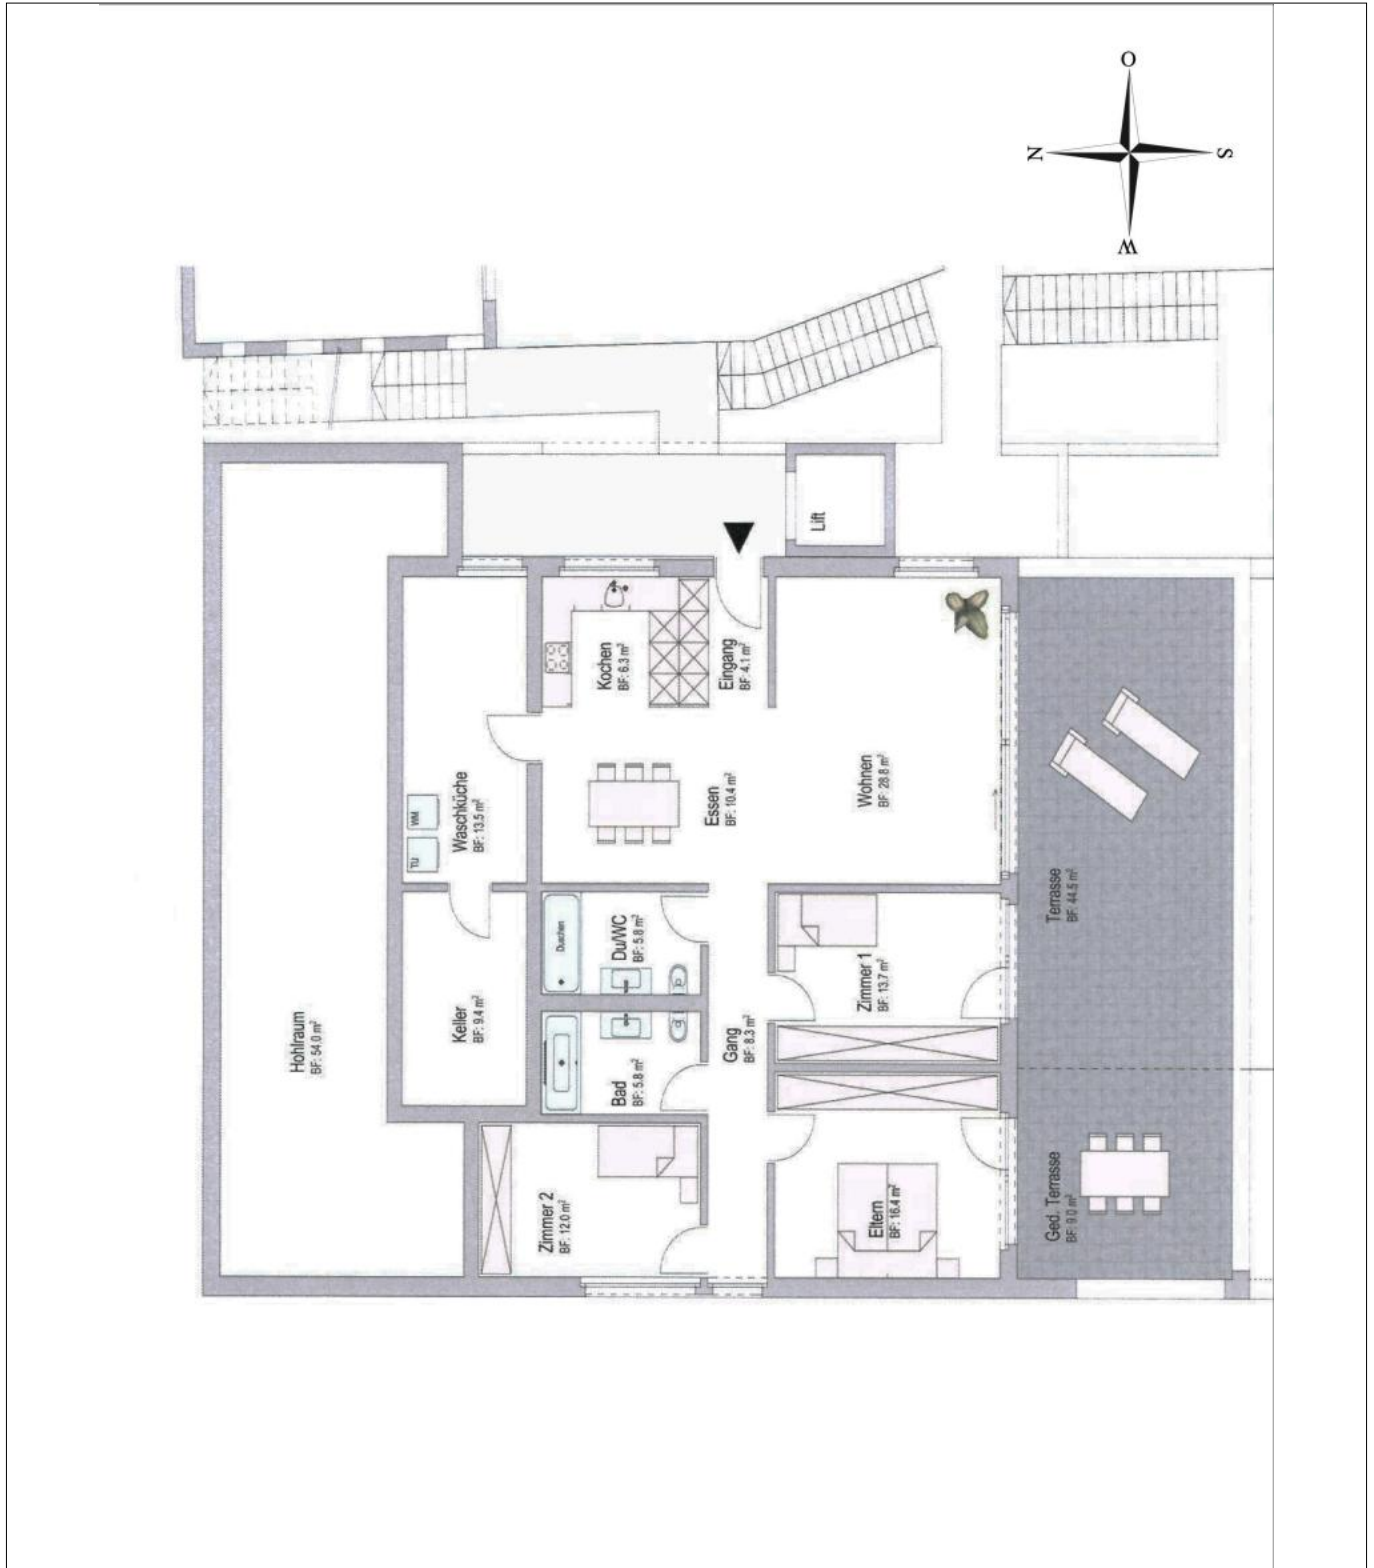 O
N
S
W
Lift
Kochen
BF: 6.3 m²
Eingang
BF: 4.1 m²
Waschküche
BF: 13.5 m²
WM
TU
Essen
BF: 10.4 m²
Wohnen
BF: 28.8 m²
Terrasse
BF: 44.5 m²
Hohlraum
BF: 54.0 m²
Keller
BF: 9.4 m²
Duschen
Du/WC
BF: 5.8 m²
Bad
BF: 5.8 m²
Gang
BF: 8.3 m²
Zimmer 1
BF: 13.7 m²
Zimmer 2
BF: 12.0 m²
Eltern
BF: 16.4 m²
Ged. Terrasse
BF: 9.0 m²